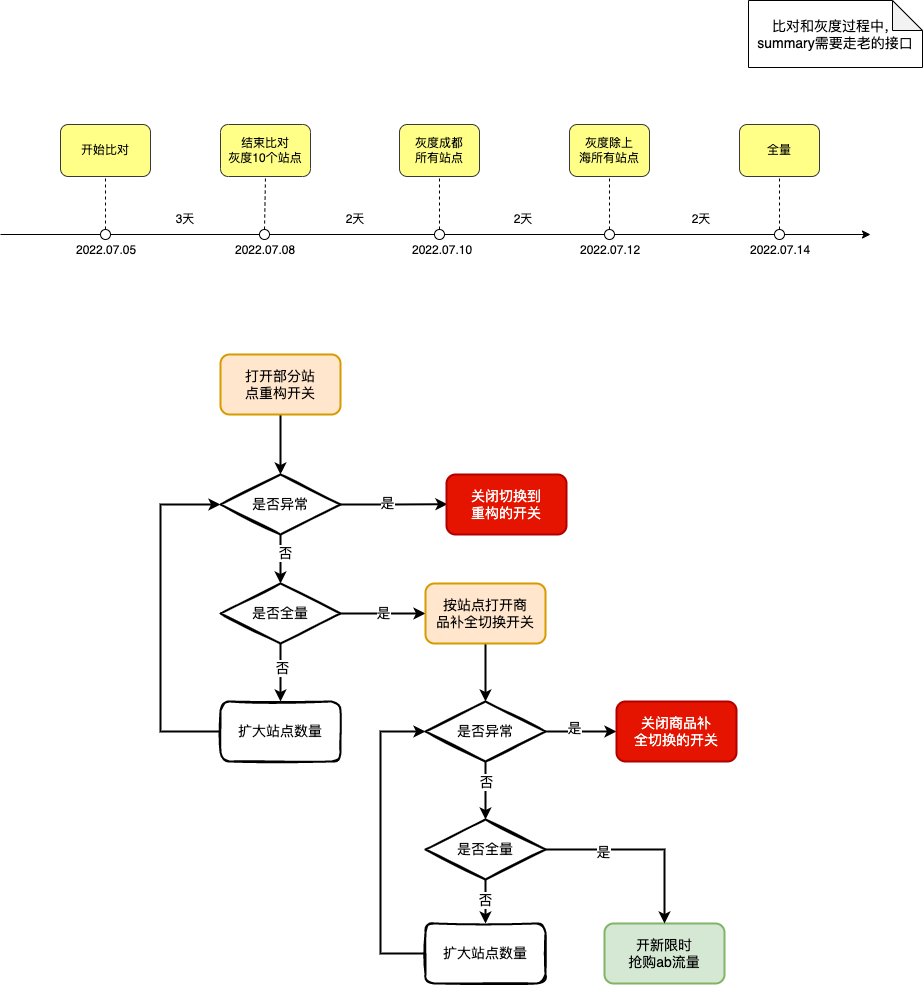 比对和灰度过程中,
summary需要走老的接口
开始比对
结束比对
灰度10个站点
灰度成都
所有站点
灰度除上
海所有站点
全量
3天
2天
2天
2天
2022.07.05
2022.07.08
2022.07.10
2022.07.12
2022.07.14
打开部分站
点重构开关
是否异常
是
关闭切换到
重构的开关
否
是否全量
是
按站点打开商
品补全切换开关
否
扩大站点数量
是否异常
是
关闭商品补
全切换的开关
否
是否全量
是
否
扩大站点数量
开新限时
抢购ab流量